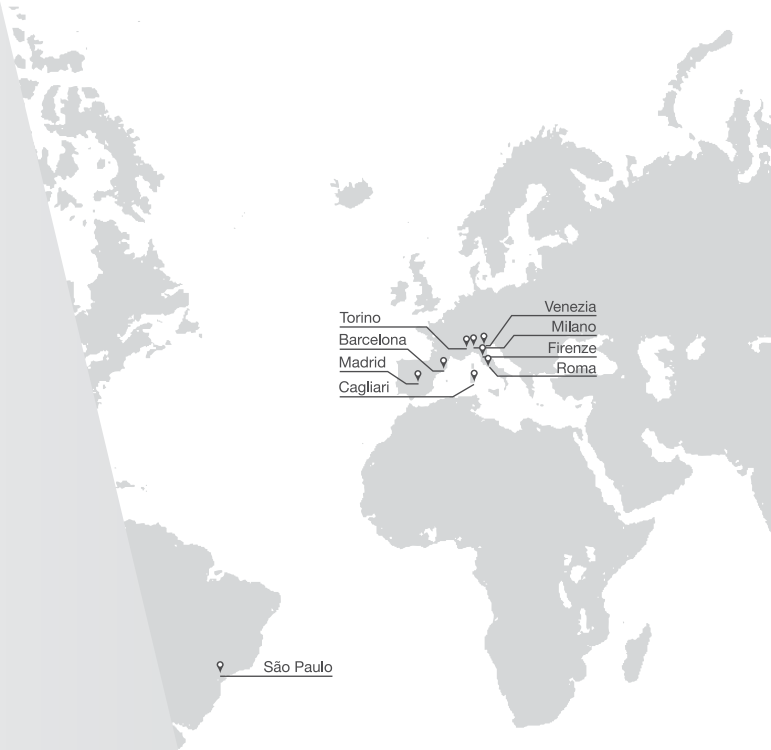 Torino
Barcelona
Madrid
Cagliari
Venezia
Milano
Firenze
Roma
São Paulo